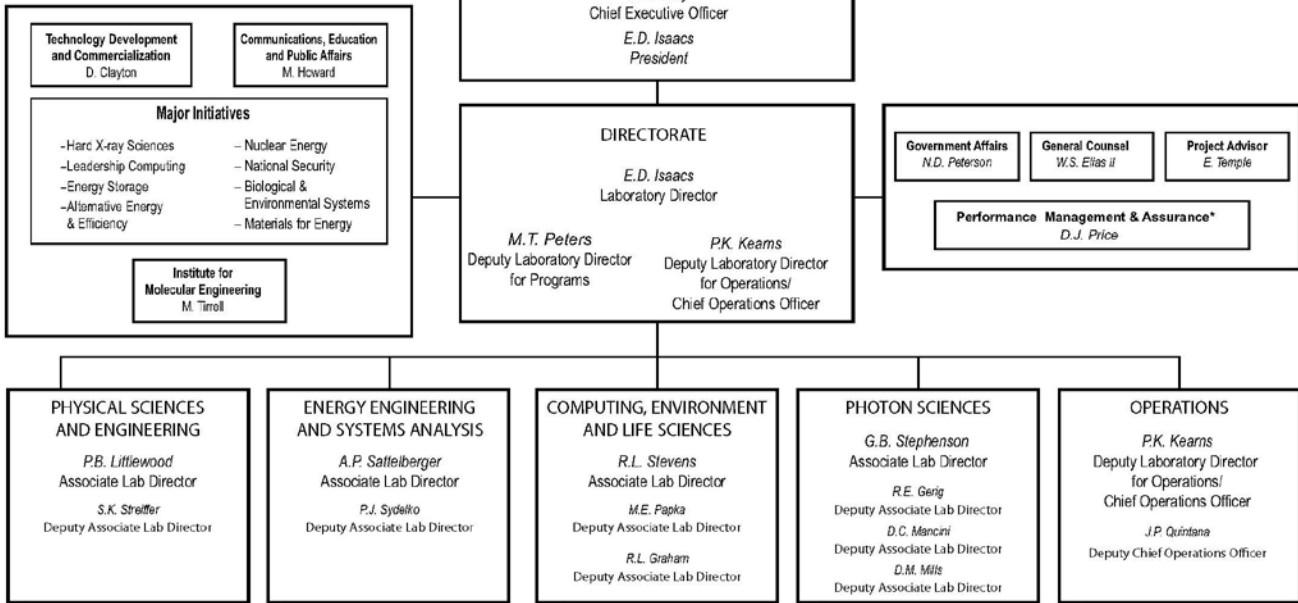 Chief Executive Officer
E.D. Isaacs
President
Technology Development
and Commercialization
D. Clayton
Communications, Education
and Public Affairs
M. Howard
Major Initiatives
–Hard X-ray Sciences
–Leadership Computing
–Energy Storage
–Alternative Energy
& Efficiency
– Nuclear Energy
– National Security
– Biological &
Environmental Systems
– Materials for Energy
Institute for
Molecular Engineering
M. Tirrell
DIRECTORATE
E.D. Isaacs
Laboratory Director
M.T. Peters
Deputy Laboratory Director
for Programs
P.K. Kearns
Deputy Laboratory Director
for Operations/
Chief Operations Officer
Government Affairs
N.D. Peterson
General Counsel
W.S. Elias II
Project Advisor
E. Temple
Performance Management & Assurance*
D.J. Price
PHYSICAL SCIENCES
AND ENGINEERING
P.B. Littlewood
Associate Lab Director
S.K. Streiffer
Deputy Associate Lab Director
ENERGY ENGINEERING
AND SYSTEMS ANALYSIS
A.P. Sattelberger
Associate Lab Director
P.J. Sydelko
Deputy Associate Lab Director
COMPUTING, ENVIRONMENT
AND LIFE SCIENCES
R.L. Stevens
Associate Lab Director
M.E. Papka
Deputy Associate Lab Director
R.L. Graham
Deputy Associate Lab Director
PHOTON SCIENCES
G.B. Stephenson
Associate Lab Director
R.E. Gerig
Deputy Associate Lab Director
D.C. Mancini
Deputy Associate Lab Director
D.M. Mills
Deputy Associate Lab Director
OPERATIONS
P.K. Kearns
Deputy Laboratory Director
for Operations/
Chief Operations Officer
J.P. Quintana
Deputy Chief Operations Officer